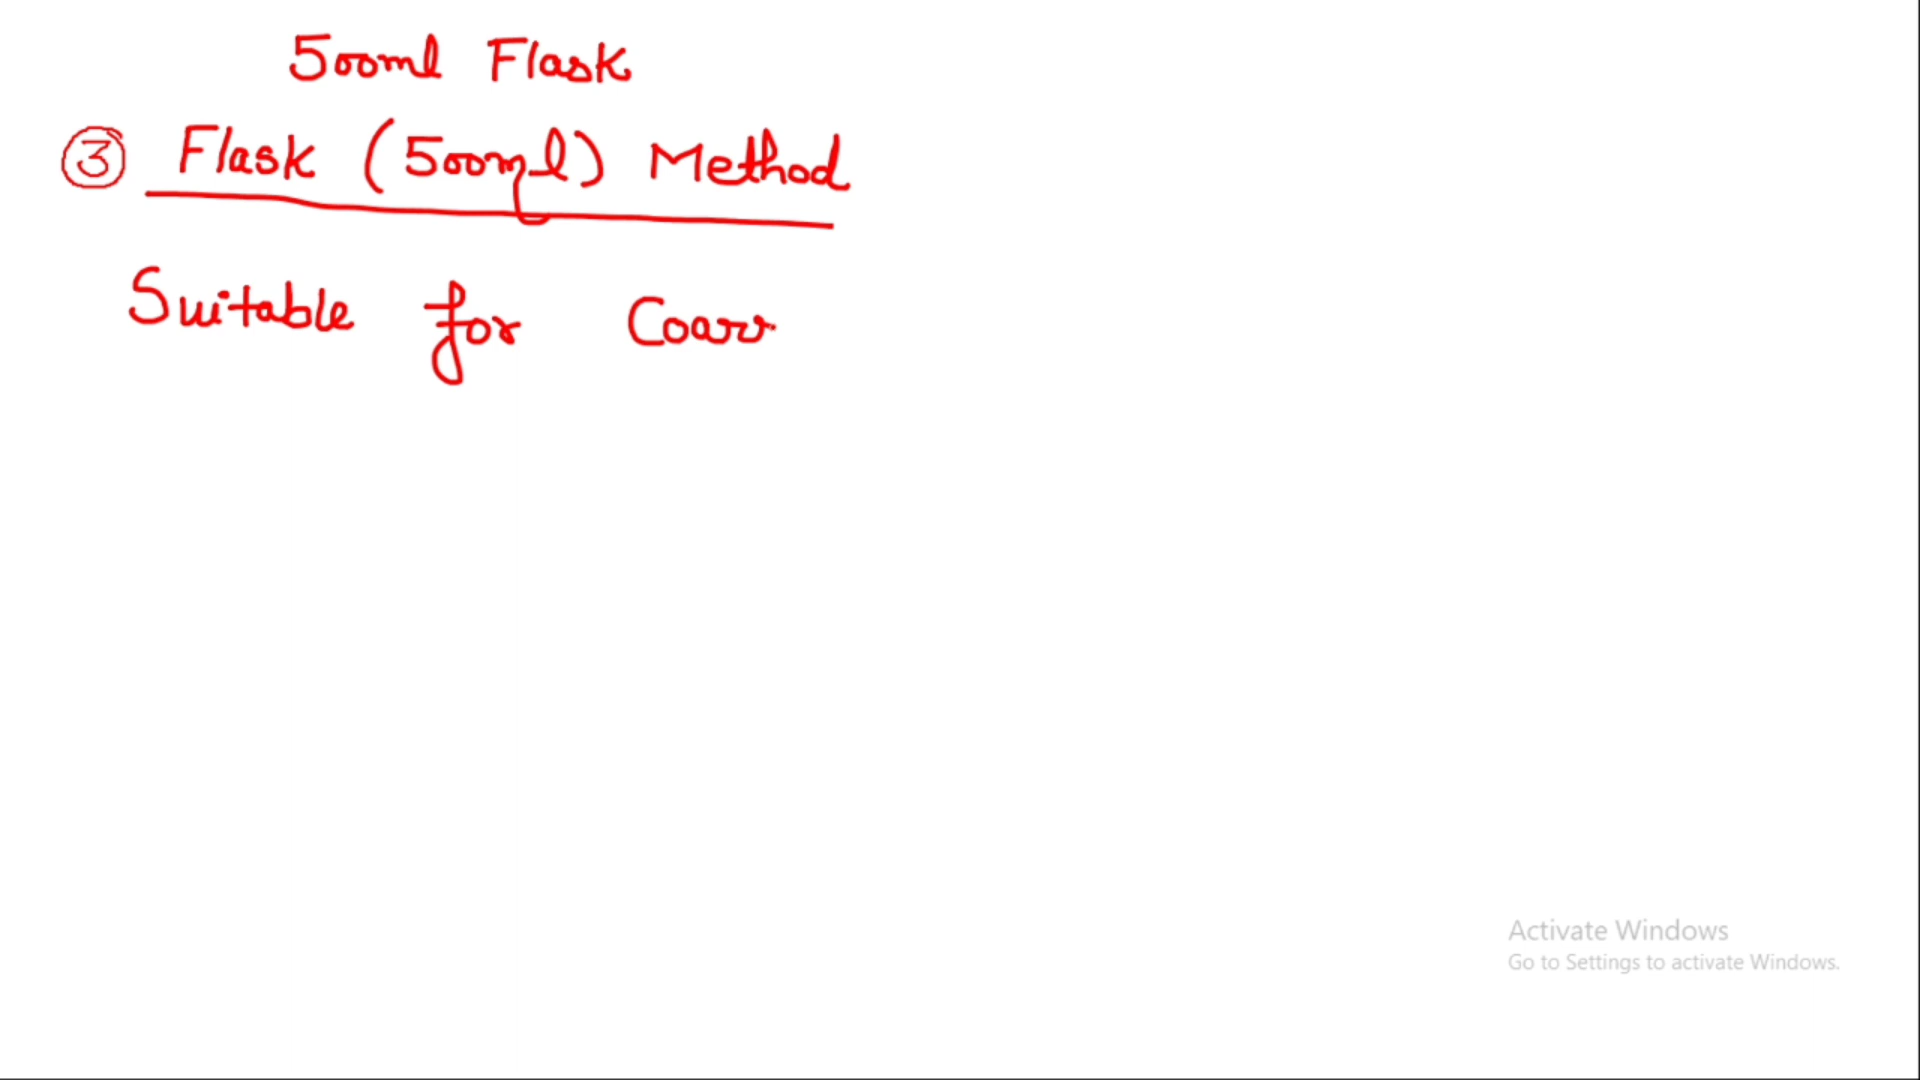 500ml Flask
③ Flask (500ml) Method
Suitable for Coars
Activate Windows
Go to Settings to activate Windows.